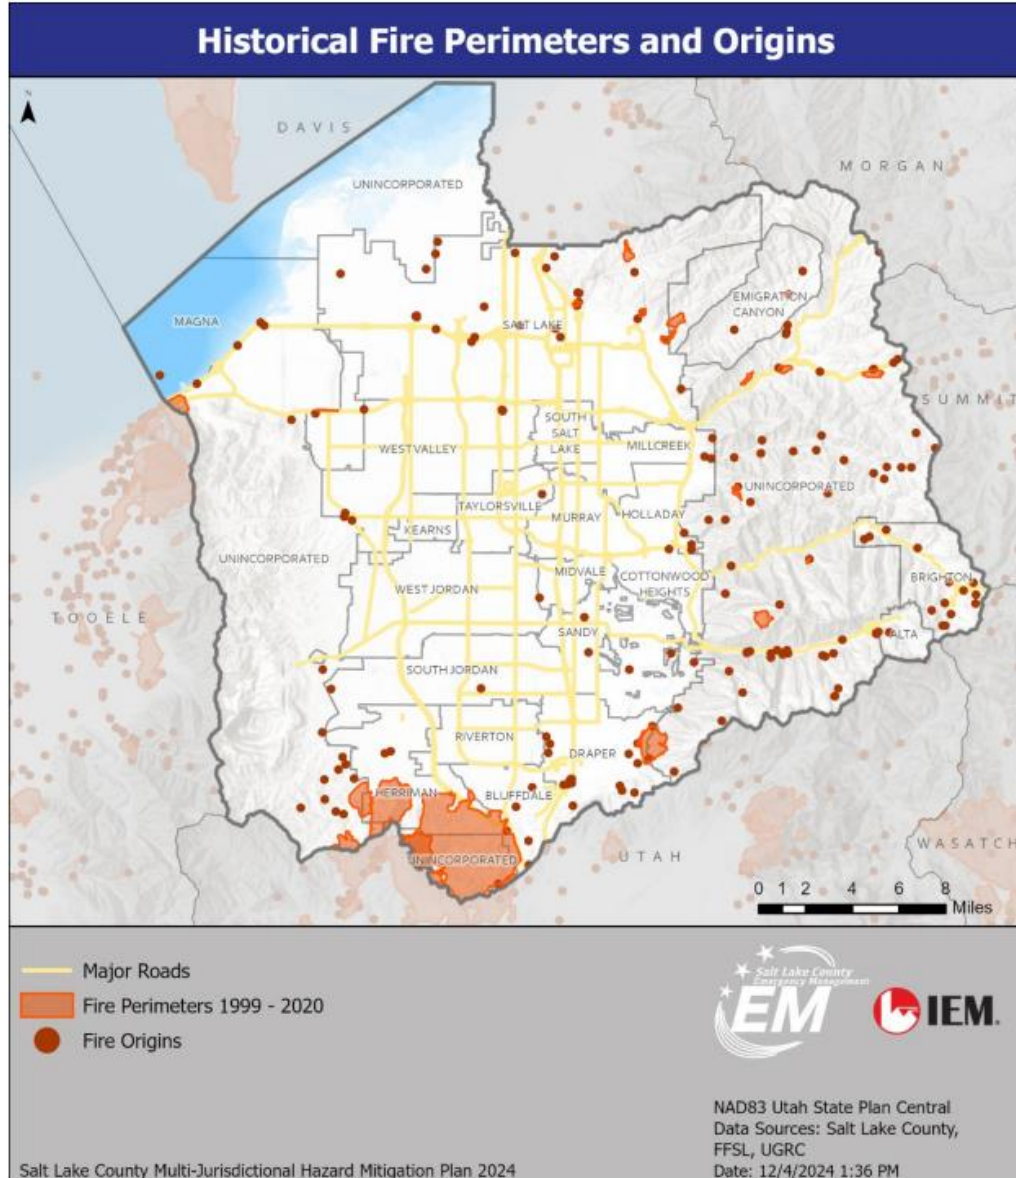 Historical Fire Perimeters and Origins
N
DAVIS
MORGAN
UNINCORPORATED
MAGNA
EMIGRATION
CANYON
SALT LAKE
SUMMIT
SOUTH
SALT
LAKE
WEST VALLEY
MILLCREEK
UNINCORPORATED
TAYLORSVILLE
MURRAY
HOLLADAY
KEARNS
UNINCORPORATED
MIDVALE
COTTONWOOD
HEIGHTS
BRIGHTON
WEST JORDAN
TOOELE
SANDY
ALTA
SOUTH JORDAN
RIVERTON
DRAPER
HERRIMAN
BLUFFDALE
WASATCH
UNINCORPORATED
UTAH
0 1 2 4 6 8
Miles
Major Roads
Fire Perimeters 1999 - 2020
Fire Origins
Salt Lake County
Emergency Management
EM
IEM.
NAD83 Utah State Plan Central
Data Sources: Salt Lake County,
FFSL, UGRC
Date: 12/4/2024 1:36 PM
Salt Lake County Multi-Jurisdictional Hazard Mitigation Plan 2024